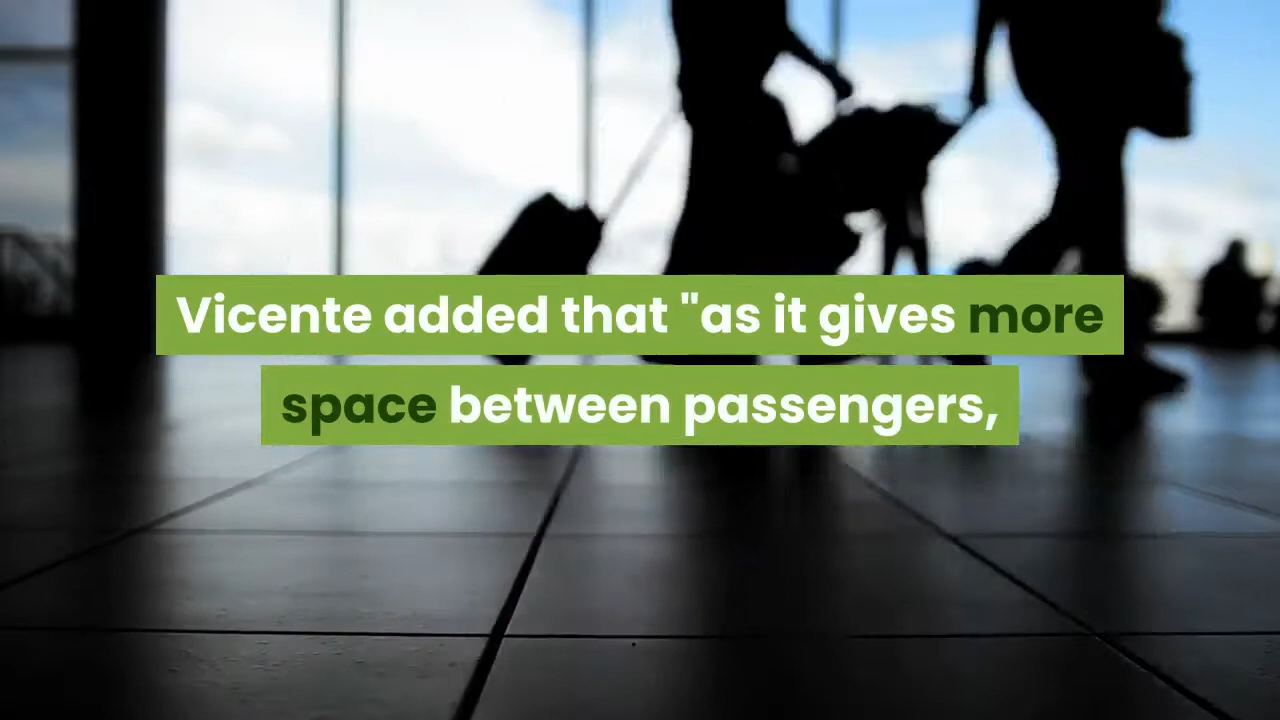 Vicente added that "as it gives more
space between passengers,